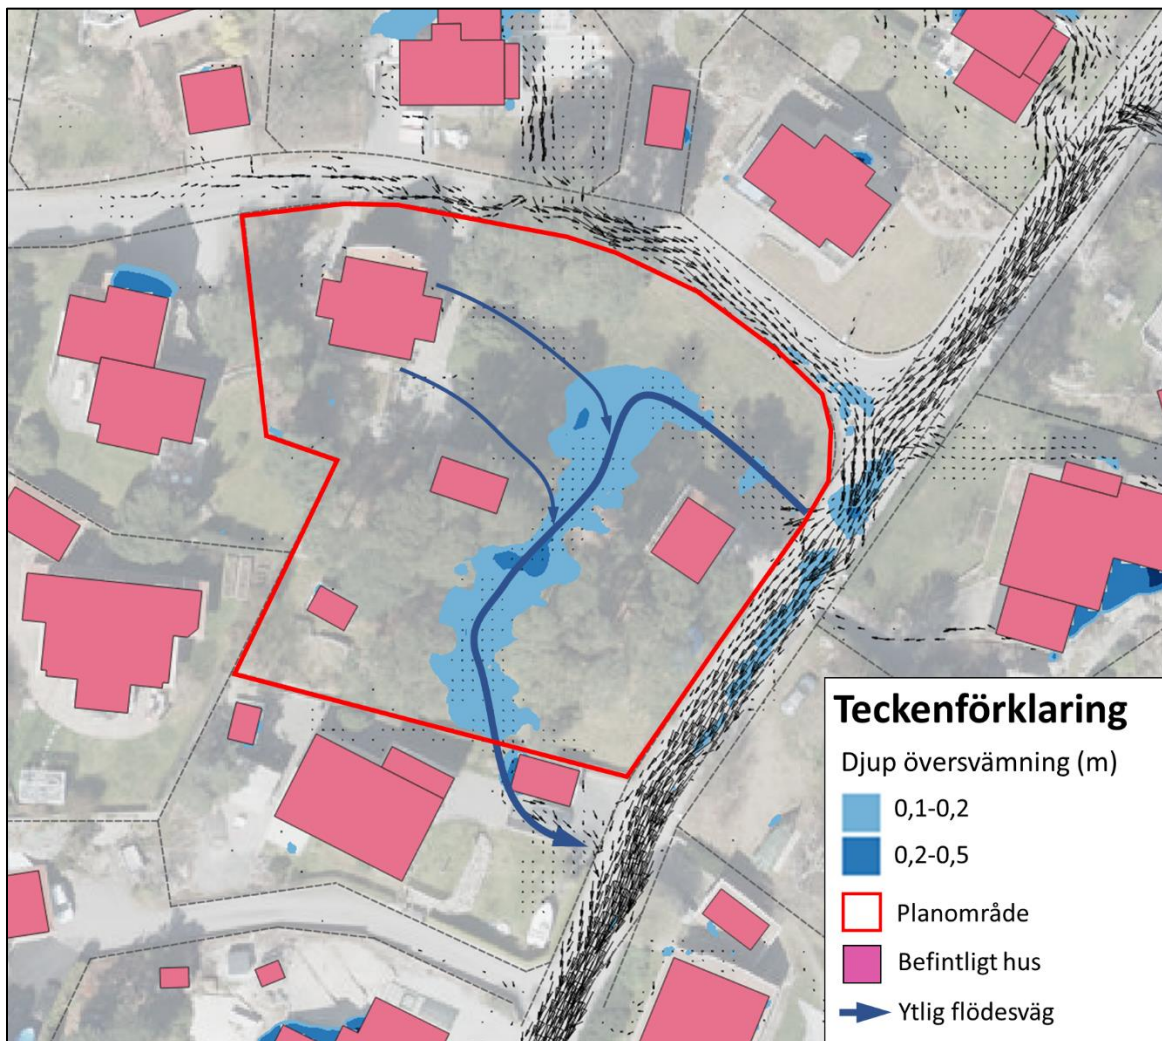 Teckenförklaring
Djup översvämning (m)
0,1-0,2
0,2-0,5
Planområde
Befintligt hus
Ytlig flödesväg